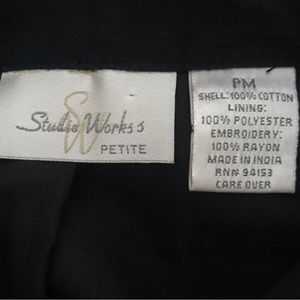 SW
Studio Works s
PETITE
PM
SHELL: 100% COTTON
LINING:
100% POLYESTER
EMBROIDERY:
100% RAYON
MADE IN INDIA
RN# 94153
CARE OVER